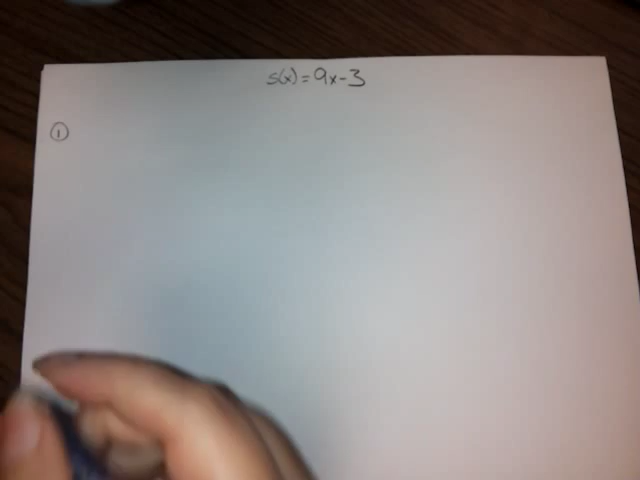 s(x) = 9x - 3
①